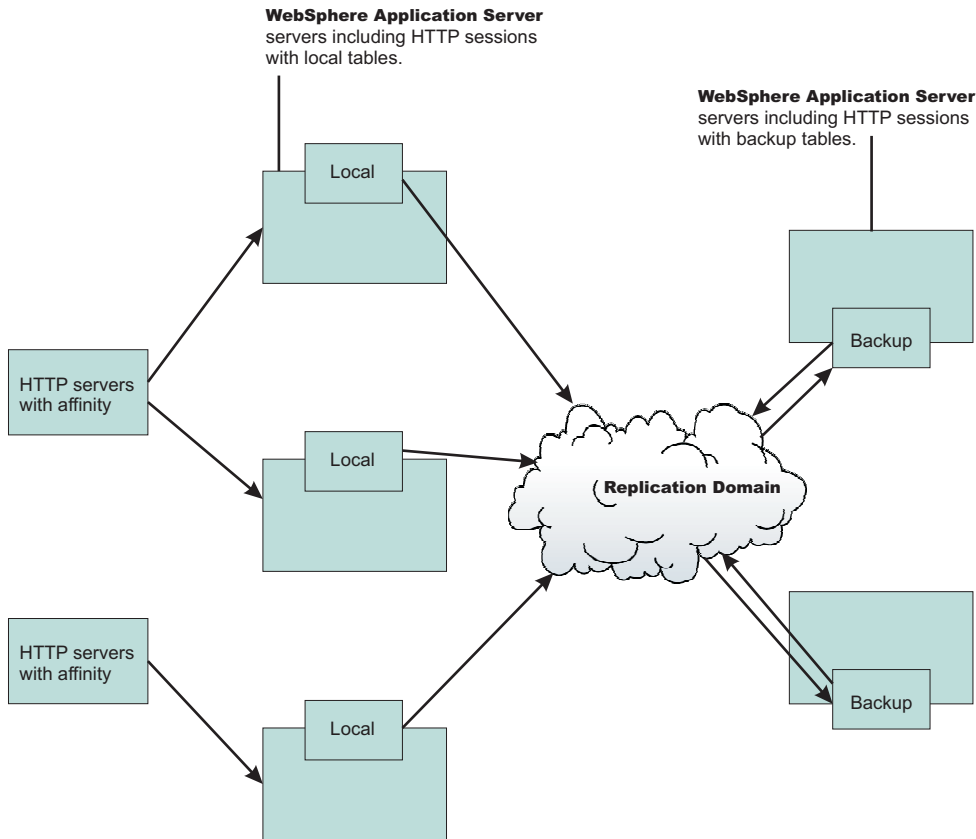 WebSphere Application Server
servers including HTTP sessions
with local tables.
WebSphere Application Server
servers including HTTP sessions
with backup tables.
Local
Backup
HTTP servers
with affinity
Local
Replication Domain
HTTP servers
with affinity
Local
Backup